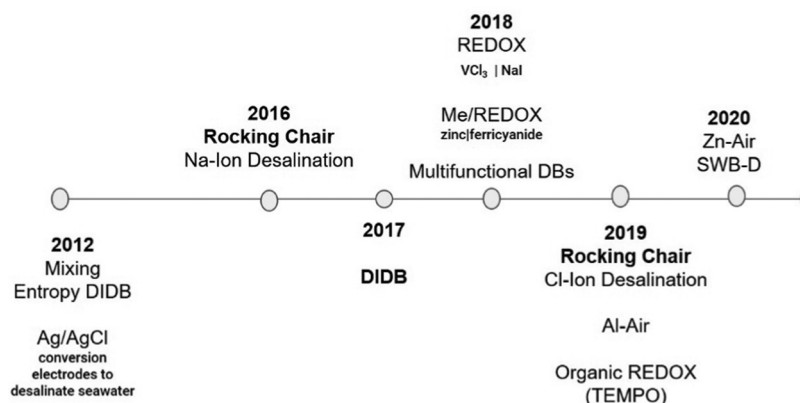 2012
Mixing
Entropy DIDB
Ag/AgCl
conversion
electrodes to
desalinate seawater
2016
Rocking Chair
Na-Ion Desalination
2017
DIDB
2018
REDOX
VCl₃ | NaI
Me/REDOX
zinc|ferricyanide
Multifunctional DBs
2019
Rocking Chair
Cl-Ion Desalination
Al-Air
Organic REDOX
(TEMPO)
2020
Zn-Air
SWB-D